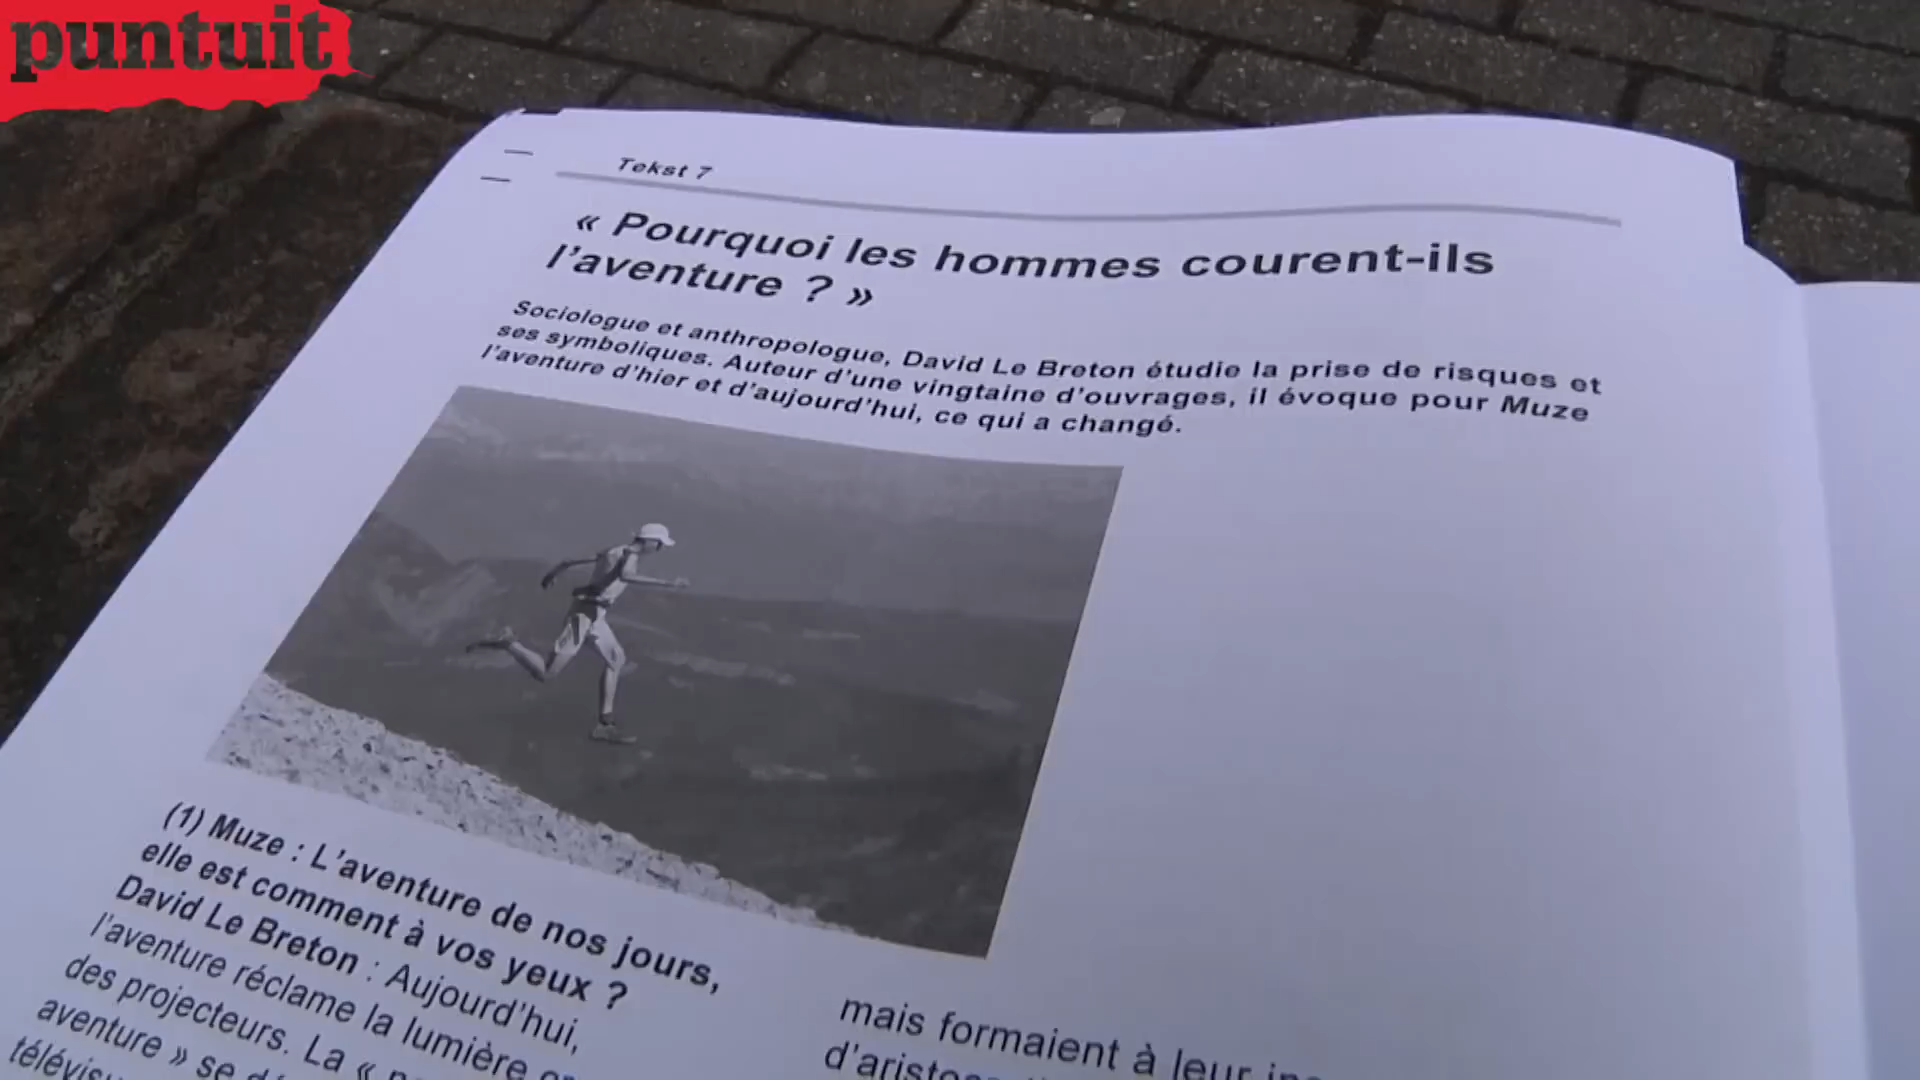 puntuit
Tekst 7
« Pourquoi les hommes courent-ils
l'aventure ? »
Sociologue et anthropologue, David Le Breton étudie la prise de risques et
ses symboliques. Auteur d'une vingtaine d'ouvrages, il évoque pour Muze
l'aventure d'hier et d'aujourd'hui, ce qui a changé.
(1) Muze : L'aventure de nos jours,
elle est comment à vos yeux ?
David Le Breton : Aujourd'hui,
l'aventure réclame la lumière
des projecteurs. La «
aventure » se
mais formaient à leur